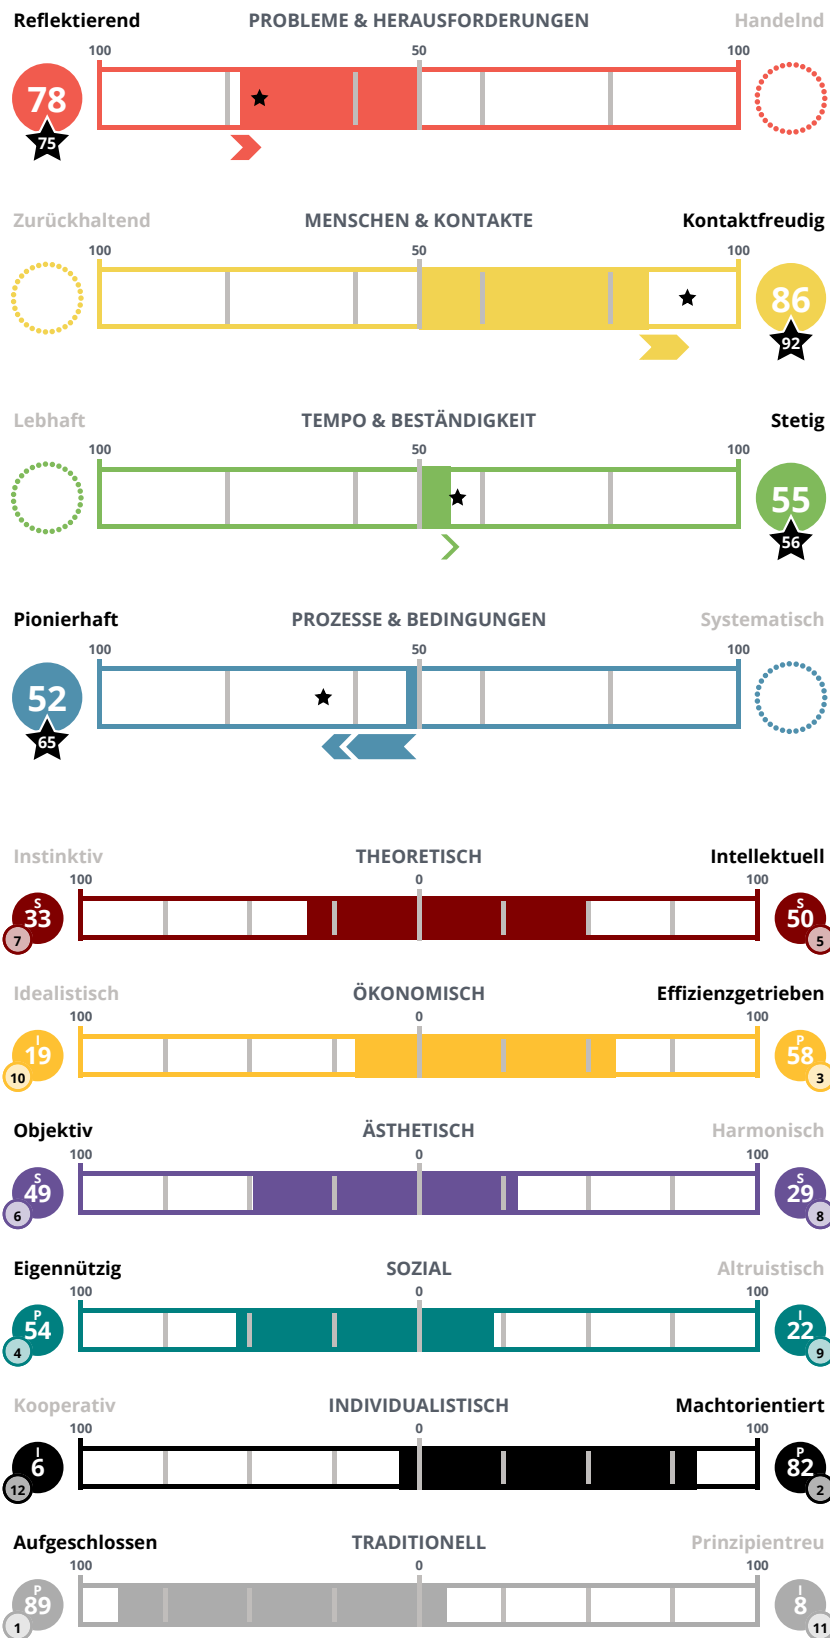 Reflektierend PROBLEME & HERAUSFORDERUNGEN Handelnd
100 50 100
78
75
Zurückhaltend MENSCHEN & KONTAKTE Kontaktfreudig
100 50 100
86
92
Lebhaft TEMPO & BESTÄNDIGKEIT Stetig
100 50 100
55
56
Pionierhaft PROZESSE & BEDINGUNGEN Systematisch
100 50 100
52
65
Instinktiv THEORETISCH Intellektuell
100 0 100
S S
33 50
7 5
Idealistisch ÖKONOMISCH Effizienzgetrieben
100 0 100
I P
19 58
10 3
Objektiv ÄSTHETISCH Harmonisch
100 0 100
S S
49 29
6 8
Eigennützig SOZIAL Altruistisch
100 0 100
P I
54 22
4 9
Kooperativ INDIVIDUALISTISCH Machtorientiert
100 0 100
I P
6 82
12 2
Aufgeschlossen TRADITIONELL Prinzipientreu
100 0 100
P I
89 8
1 11